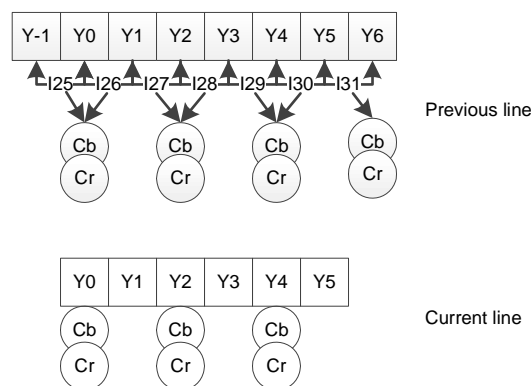 Y-1 Y0 Y1 Y2 Y3 Y4 Y5 Y6
I25 I26 I27 I28 I29 I30 I31
Previous line
Cb Cb Cb Cb
Cr Cr Cr Cr
Y0 Y1 Y2 Y3 Y4 Y5
Cb Cb Cb
Current line
Cr Cr Cr